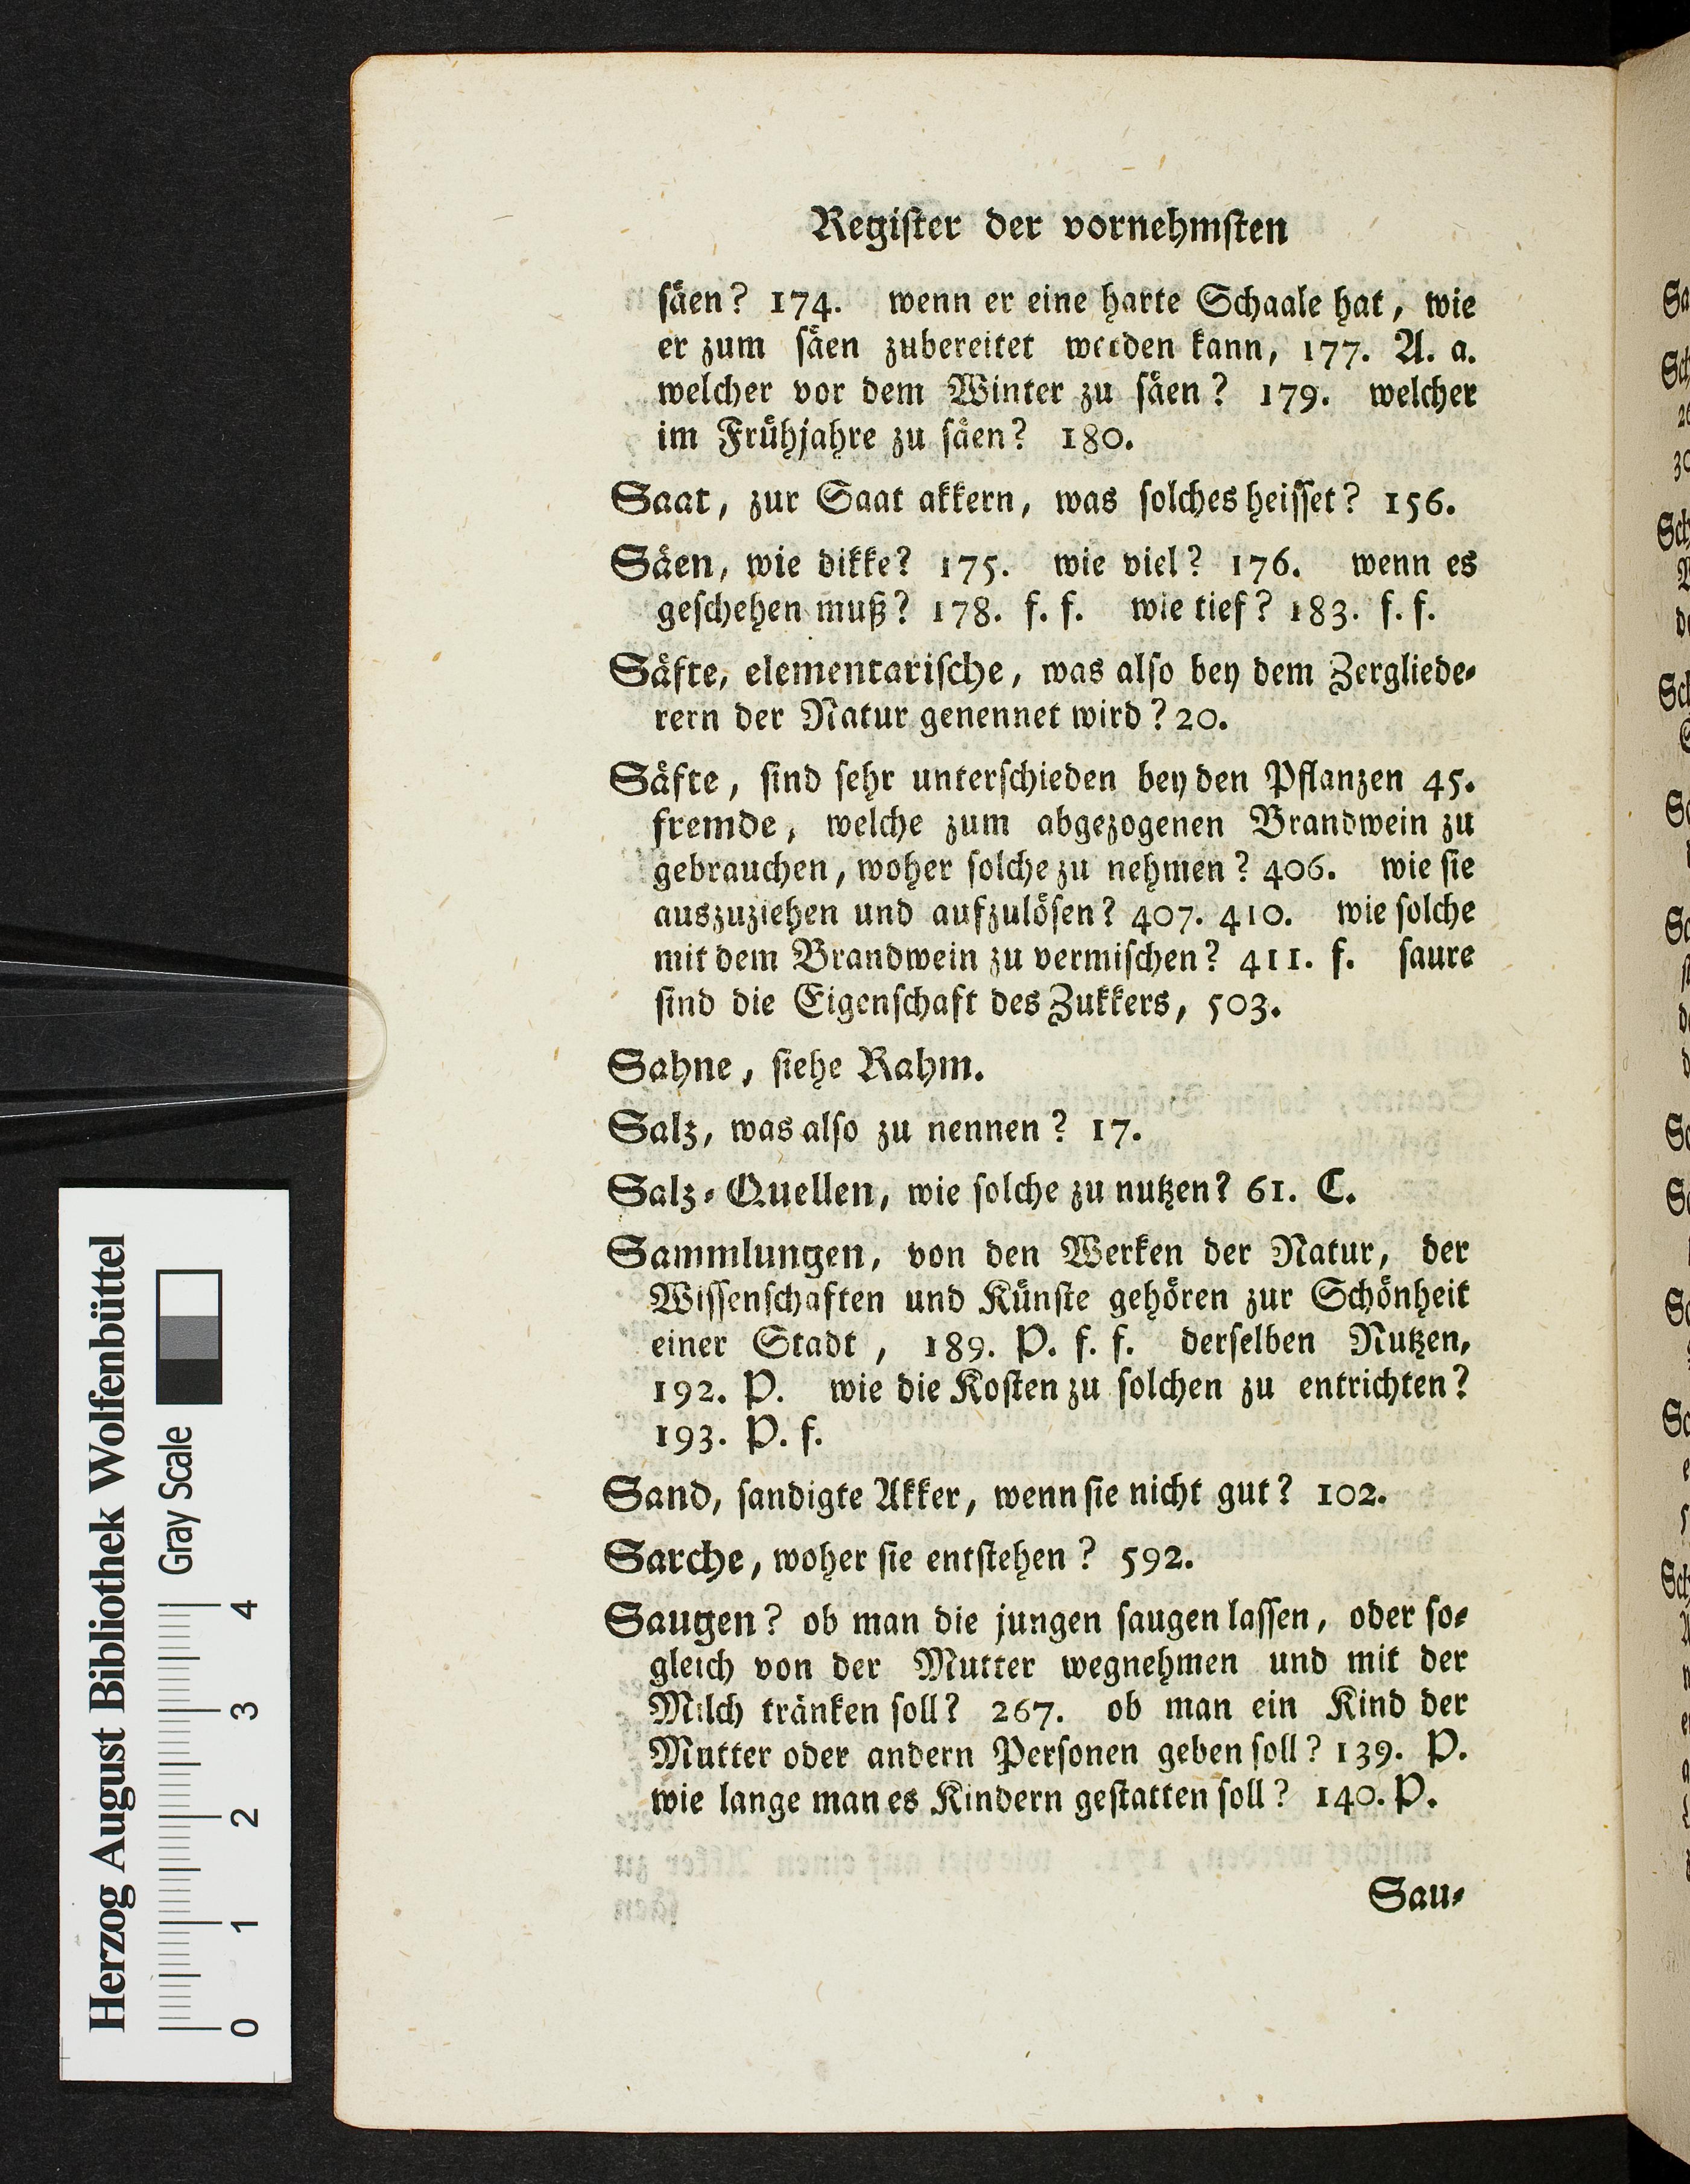 Regiſter der vornehmſten
ſäen? 174. wenn er eine harte Schaale hat, wie
er zum ſäen zubereitet werden kann, 177. A. a.
welcher vor dem Winter zu ſäen? 179. welcher
im Frühjahre zu ſäen? 180.
Saat, zur Saat akkern, was ſolches heiſſet? 156.
Säen, wie dikke? 175. wie viel? 176. wenn es
geſchehen muß? 178. f. f. wie tief? 183. f. f.
Säfte, elementariſche, was alſo bey dem Zergliede-
rern der Natur genennet wird? 20.
Säfte, ſind ſehr unterſchieden bey den Pflanzen 45.
fremde, welche zum abgezogenen Brandwein zu
gebrauchen, woher ſolche zu nehmen? 406. wie ſie
auszuziehen und aufzulöſen? 407. 410. wie ſolche
mit dem Brandwein zu vermiſchen? 411. f. ſaure
ſind die Eigenſchaft des Zukkers, 503.
Sahne, ſiehe Rahm.
Salz, was alſo zu nennen? 17.
Salz-Quellen, wie ſolche zu nutzen? 61. C.
Sammlungen, von den Werken der Natur, der
Wiſſenſchaften und Künſte gehören zur Schönheit
einer Stadt, 189. P. f. f. derſelben Nutzen,
192. P. wie die Koſten zu ſolchen zu entrichten?
193. P. f.
Sand, ſandigte Akker, wenn ſie nicht gut? 102.
Sarche, woher ſie entſtehen? 592.
Saugen? ob man die jungen ſaugen laſſen, oder ſo-
gleich von der Mutter wegnehmen und mit der
Milch tränken ſoll? 267. ob man ein Kind der
Mutter oder andern Perſonen geben ſoll? 139. P.
wie lange man es Kindern geſtatten ſoll? 140. P.
Sau-
Herzog August Bibliothek Wolfenbüttel
Gray Scale
0 1 2 3 4